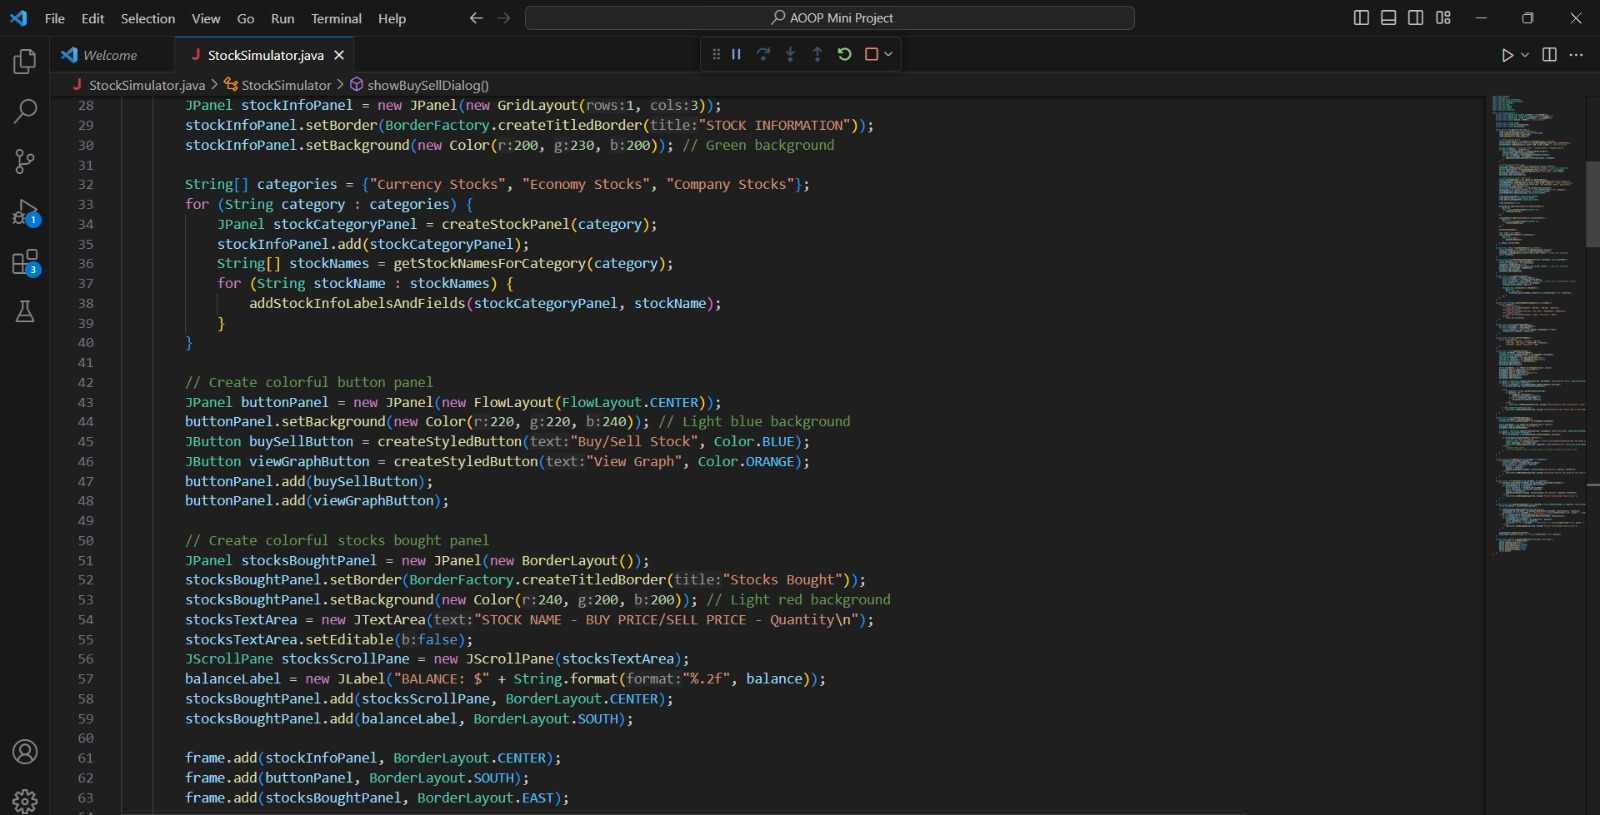 File Edit Selection View Go Run Terminal Help
AOOP Mini Project
Welcome
J StockSimulator.java
J StockSimulator.java > StockSimulator > showBuySellDialog()
28 JPanel stockInfoPanel = new JPanel(new GridLayout(rows:1, cols:3));
29 stockInfoPanel.setBorder(BorderFactory.createTitledBorder(title:"STOCK INFORMATION"));
30 stockInfoPanel.setBackground(new Color(r:200, g:230, b:200)); // Green background
31
32 String[] categories = {"Currency Stocks", "Economy Stocks", "Company Stocks"};
33 for (String category : categories) {
34 JPanel stockCategoryPanel = createStockPanel(category);
35 stockInfoPanel.add(stockCategoryPanel);
36 String[] stockNames = getStockNamesForCategory(category);
37 for (String stockName : stockNames) {
38 addStockInfoLabelsAndFields(stockCategoryPanel, stockName);
39 }
40 }
41
42 // Create colorful button panel
43 JPanel buttonPanel = new JPanel(new FlowLayout(FlowLayout.CENTER));
44 buttonPanel.setBackground(new Color(r:220, g:220, b:240)); // Light blue background
45 JButton buySellButton = createStyledButton(text:"Buy/Sell Stock", Color.BLUE);
46 JButton viewGraphButton = createStyledButton(text:"View Graph", Color.ORANGE);
47 buttonPanel.add(buySellButton);
48 buttonPanel.add(viewGraphButton);
49
50 // Create colorful stocks bought panel
51 JPanel stocksBoughtPanel = new JPanel(new BorderLayout());
52 stocksBoughtPanel.setBorder(BorderFactory.createTitledBorder(title:"Stocks Bought"));
53 stocksBoughtPanel.setBackground(new Color(r:240, g:200, b:200)); // Light red background
54 stocksTextArea = new JTextArea(text:"STOCK NAME - BUY PRICE/SELL PRICE - Quantity\n");
55 stocksTextArea.setEditable(b:false);
56 JScrollPane stocksScrollPane = new JScrollPane(stocksTextArea);
57 balanceLabel = new JLabel("BALANCE: $" + String.format(format:"%.2f", balance));
58 stocksBoughtPanel.add(stocksScrollPane, BorderLayout.CENTER);
59 stocksBoughtPanel.add(balanceLabel, BorderLayout.SOUTH);
60
61 frame.add(stockInfoPanel, BorderLayout.CENTER);
62 frame.add(buttonPanel, BorderLayout.SOUTH);
63 frame.add(stocksBoughtPanel, BorderLayout.EAST);
1
3